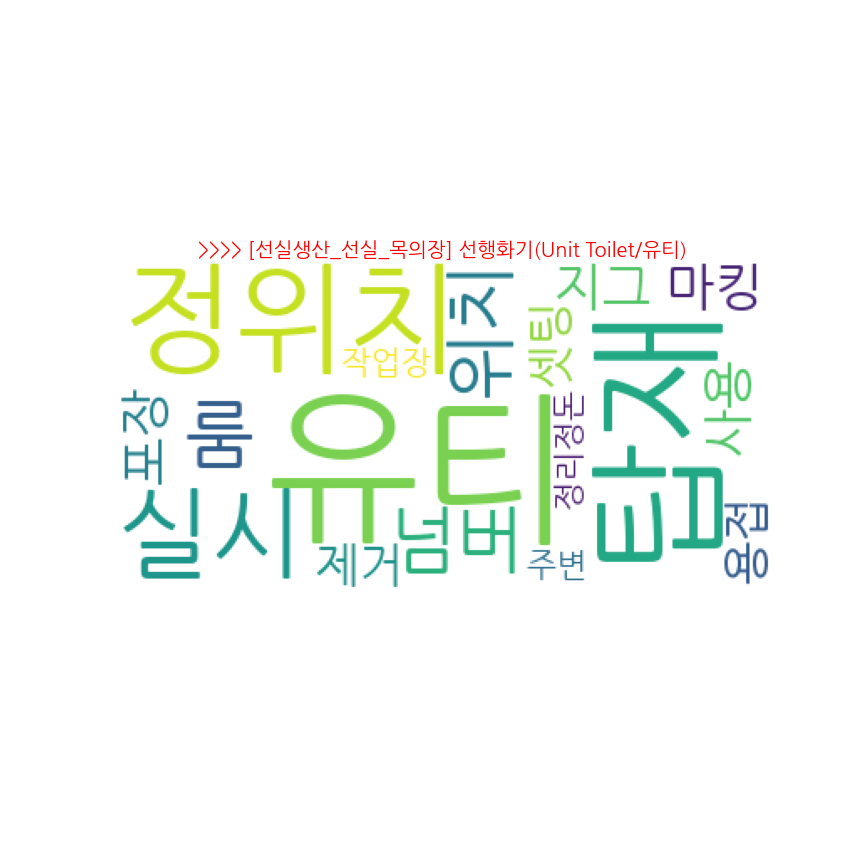 >>>> [선실생산_선실_목의장] 선행화기(Unit Toilet/유티)
정위치
위치
지그
마킹
작업장
셋팅
탑재
사용
포장
룸
유티
정리정돈
실시
넘버
제거
주변
용접